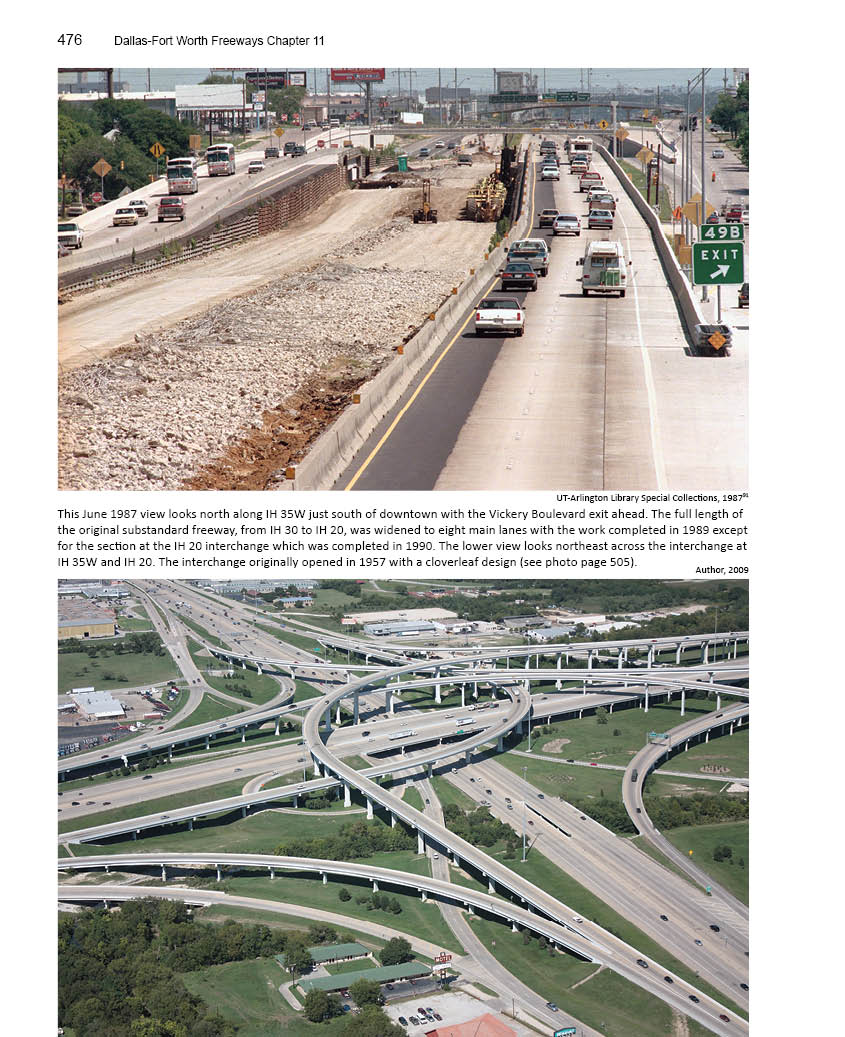 476 Dallas-Fort Worth Freeways Chapter 11
49B
EXIT
UT-Arlington Library Special Collections, 1987⁹¹
This June 1987 view looks north along IH 35W just south of downtown with the Vickery Boulevard exit ahead. The full length of
the original substandard freeway, from IH 30 to IH 20, was widened to eight main lanes with the work completed in 1989 except
for the section at the IH 20 interchange which was completed in 1990. The lower view looks northeast across the interchange at
IH 35W and IH 20. The interchange originally opened in 1957 with a cloverleaf design (see photo page 505).
Author, 2009
MOTEL